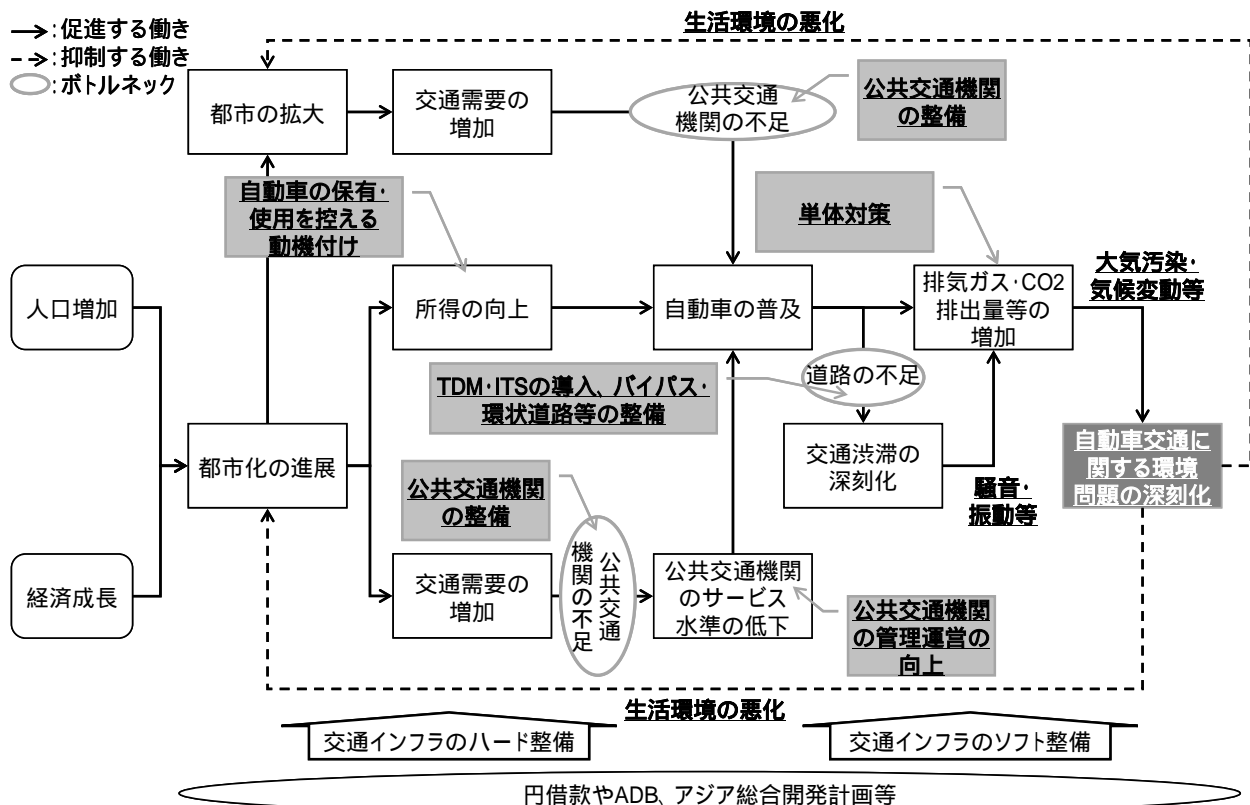 →:促進する働き
-->:抑制する働き
:ボトルネック
生活環境の悪化
都市の拡大
交通需要の
増加
公共交通
機関の不足
公共交通機関
の整備
自動車の保有・
使用を控える
動機付け
単体対策
人口増加
所得の向上
自動車の普及
排気ガス・CO2
排出量等の
増加
大気汚染・
気候変動等
TDM・ITSの導入、バイパス・
環状道路等の整備
道路の不足
都市化の進展
交通渋滞の
深刻化
騒音・
振動等
自動車交通に
関する環境
問題の深刻化
公共交通機関
の整備
経済成長
交通需要の
増加
公共交通
機関の不足
公共交通機関
のサービス
水準の低下
公共交通機関
の管理運営の
向上
生活環境の悪化
交通インフラのハード整備
交通インフラのソフト整備
円借款やADB、アジア総合開発計画等